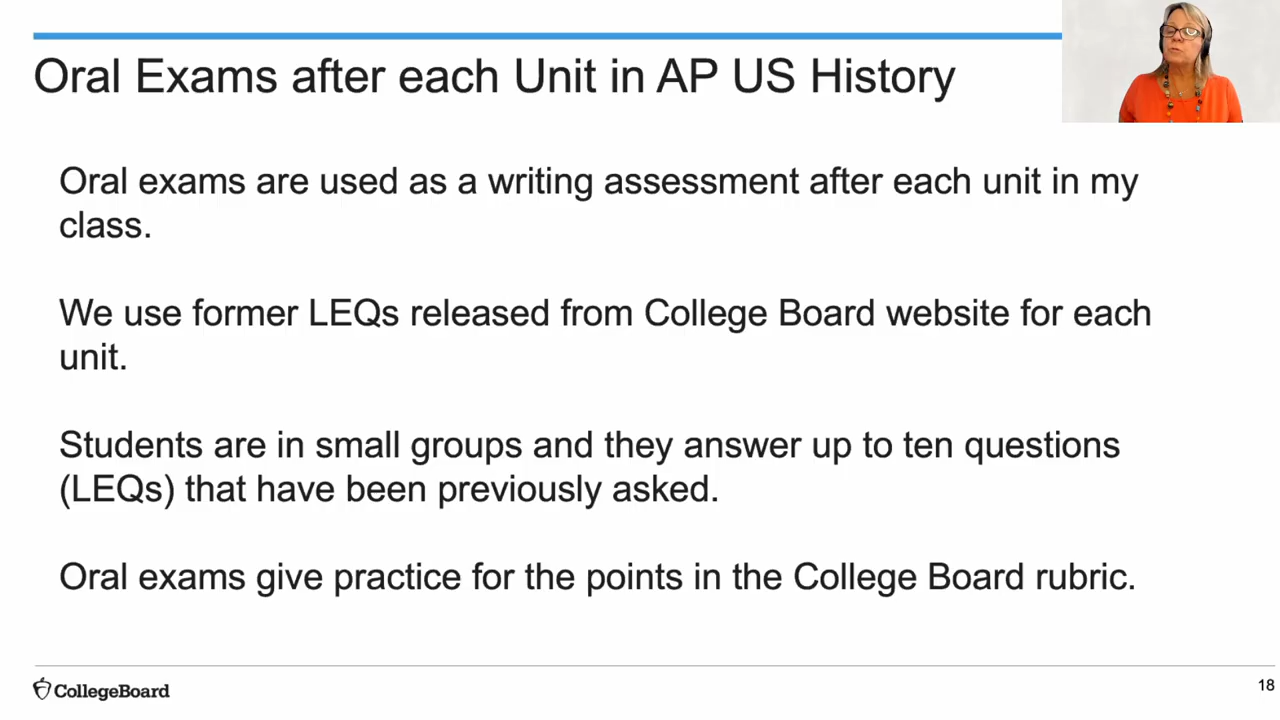 Oral Exams after each Unit in AP US History
Oral exams are used as a writing assessment after each unit in my
class.
We use former LEQs released from College Board website for each
unit.
Students are in small groups and they answer up to ten questions
(LEQs) that have been previously asked.
Oral exams give practice for the points in the College Board rubric.
CollegeBoard
18